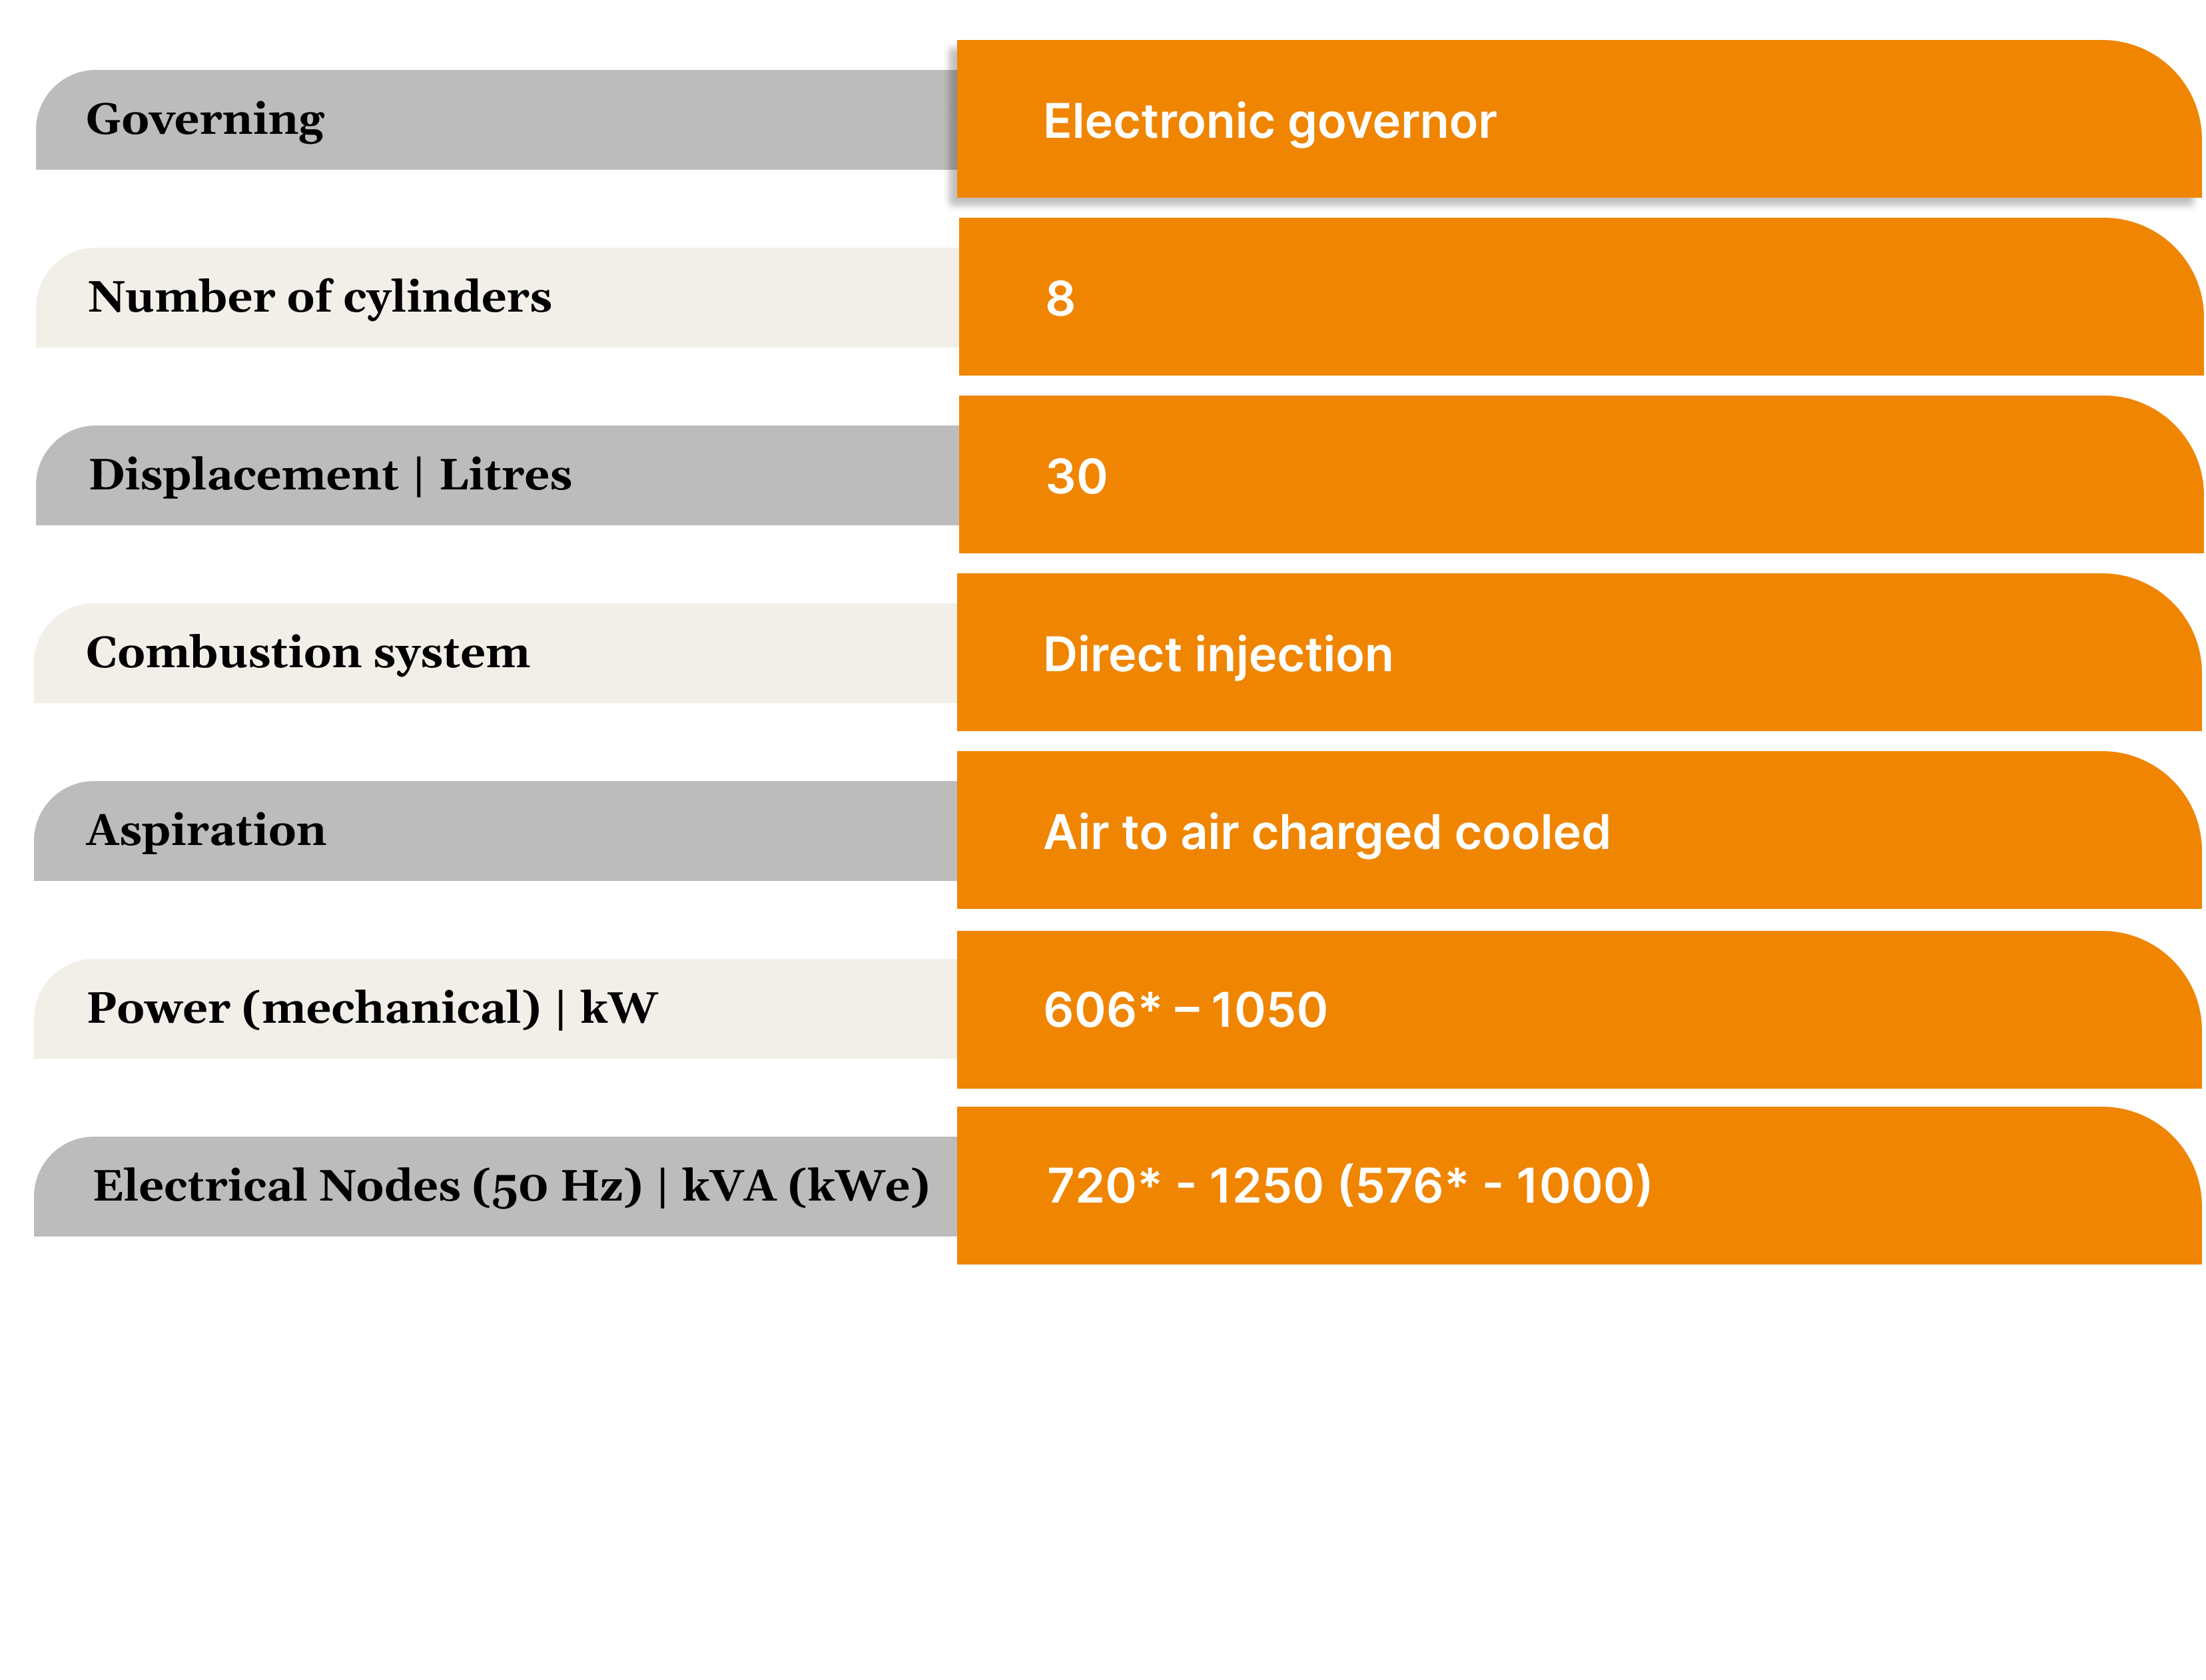 Governing Electronic governor
Number of cylinders 8
Displacement | Litres 30
Combustion system Direct injection
Aspiration Air to air charged cooled
Power (mechanical) | kW 606* – 1050
Electrical Nodes (50 Hz) | kVA (kWe) 720* - 1250 (576* - 1000)